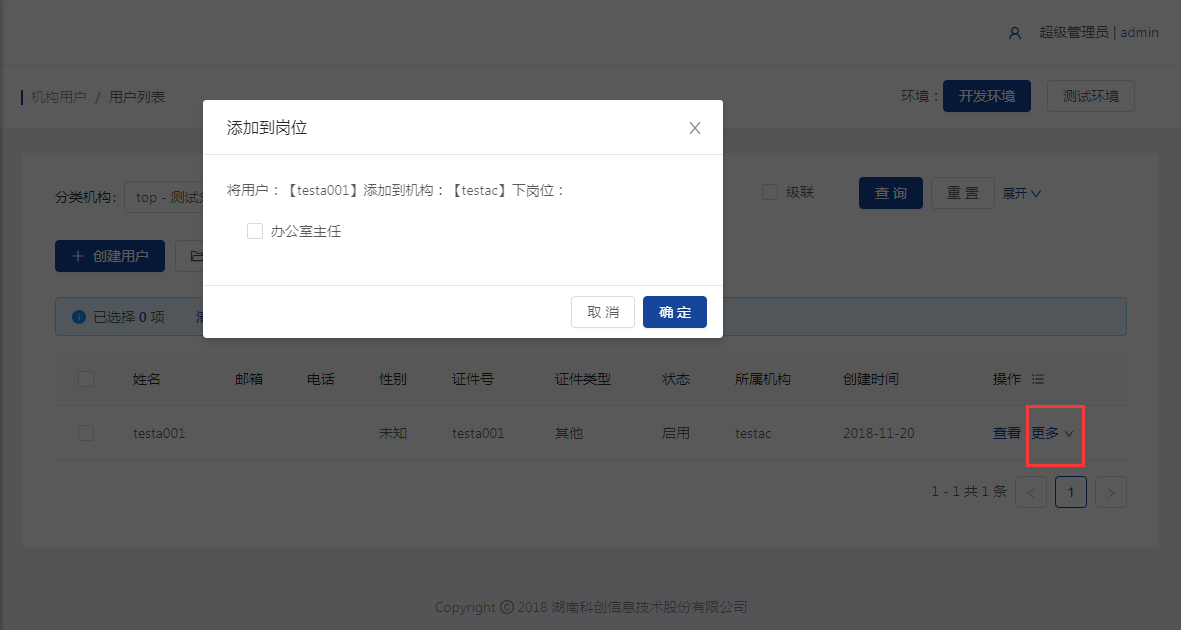 超级管理员 | admin
机构用户 / 用户列表
环境：
开发环境
测试环境
添加到岗位
将用户：【testa001】添加到机构：【testac】下岗位：
办公室主任
取 消
确 定
分类机构：
top - 测试
级联
查 询
重 置
展开
创建用户
已选择 0 项
姓名 邮箱 电话 性别 证件号 证件类型 状态 所属机构 创建时间 操作
testa001 未知 testa001 其他 启用 testac 2018-11-20 查看 更多
1 - 1 共 1 条 < 1 >
Copyright © 2018 湖南科创信息技术股份有限公司